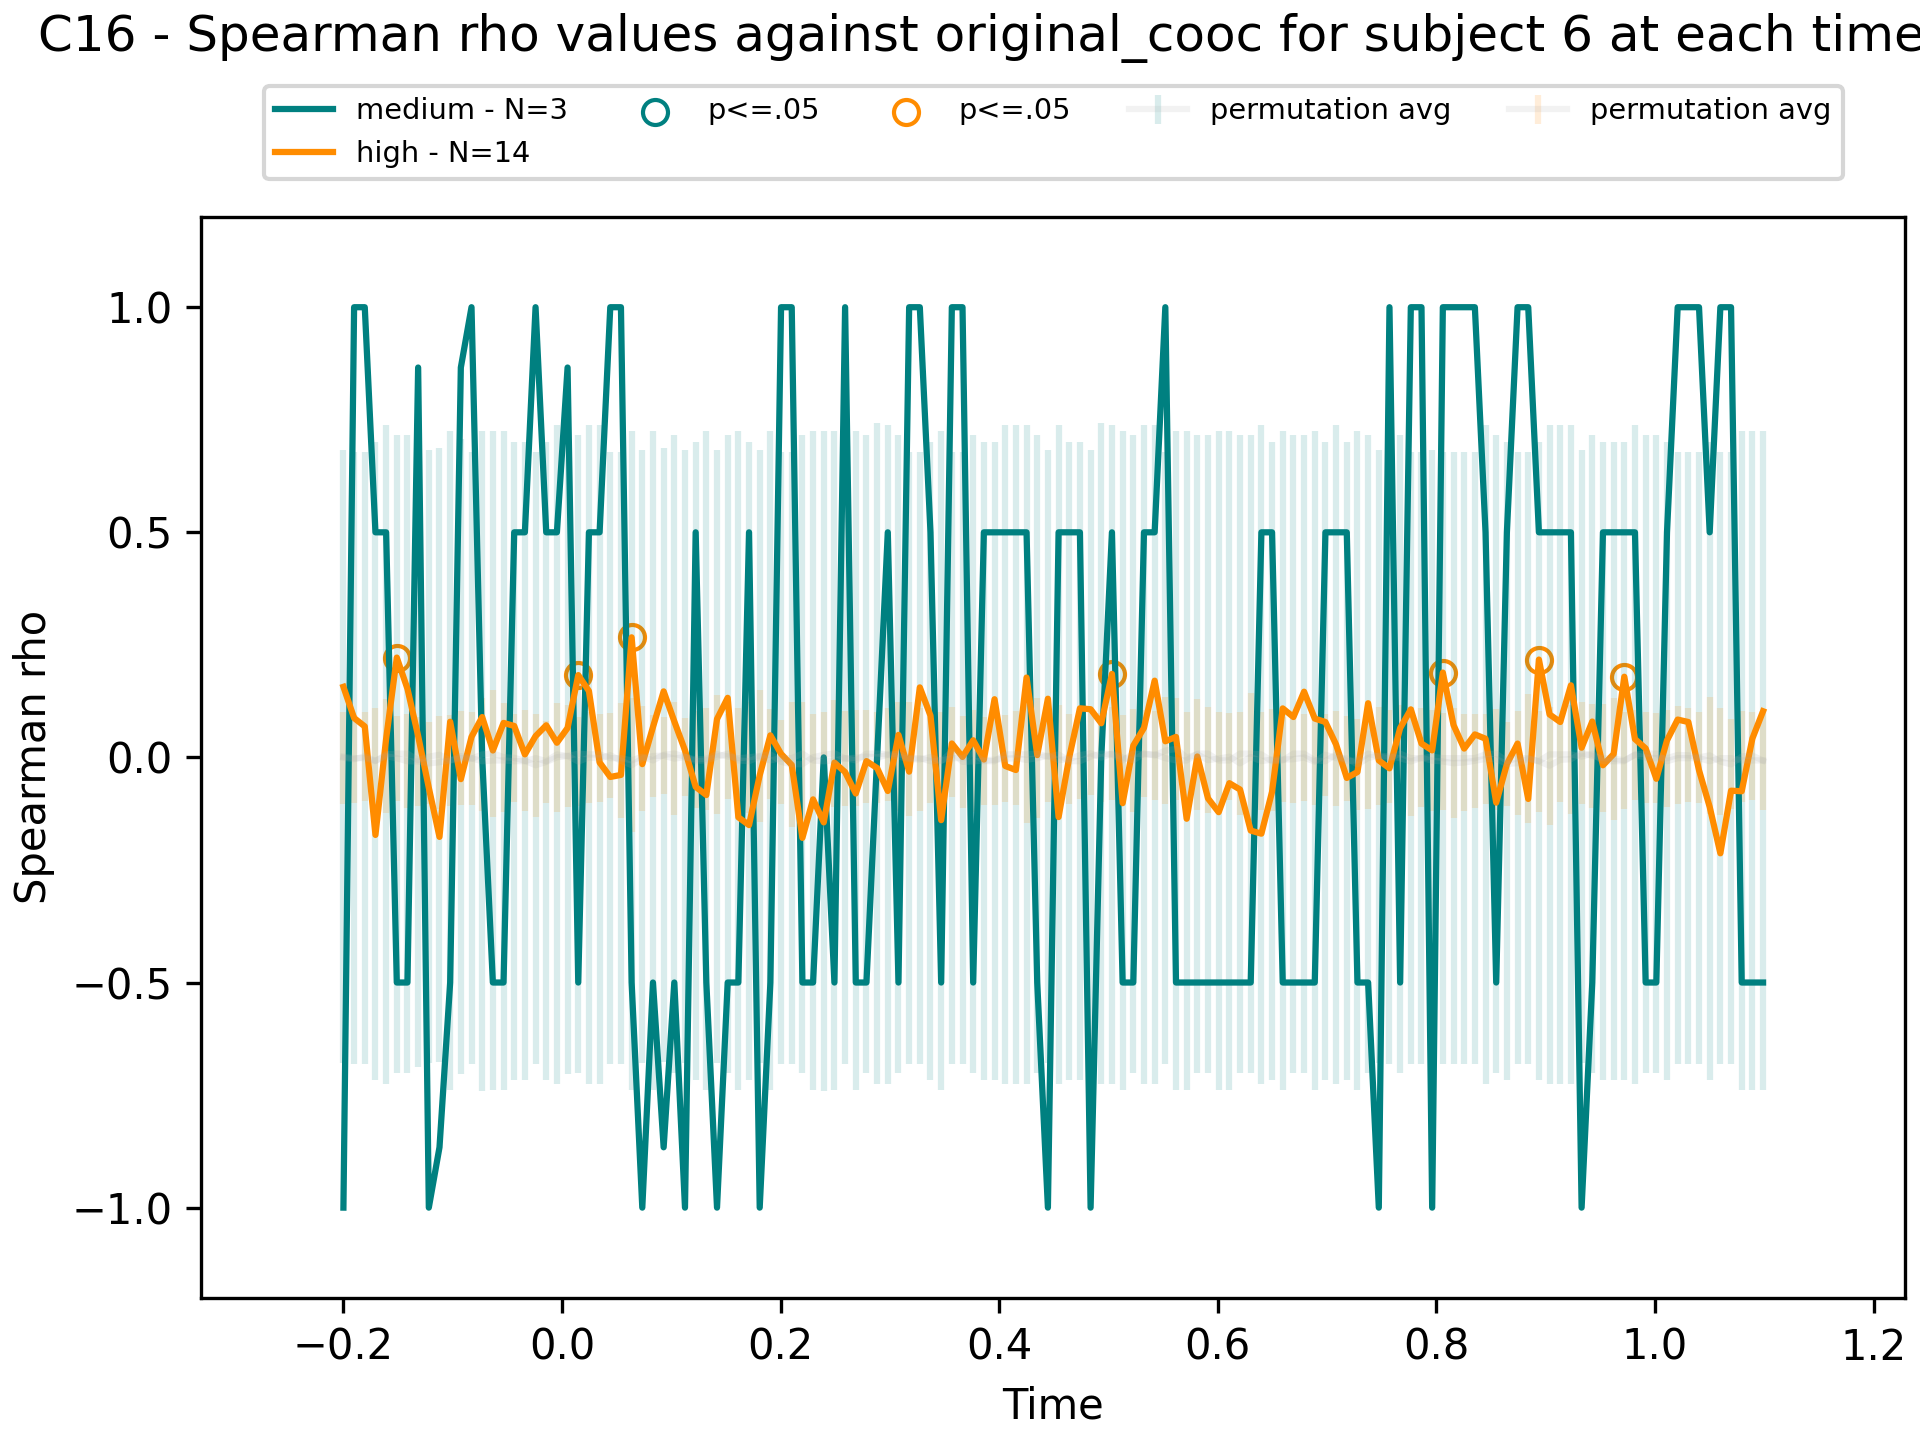 C16 - Spearman rho values against original_cooc for subject 6 at each time
medium - N=3
high - N=14
p<=.05
p<=.05
permutation avg
permutation avg
Spearman rho
1.0
0.5
0.0
−0.5
−1.0
−0.2
0.0
0.2
0.4
0.6
0.8
1.0
1.2
Time